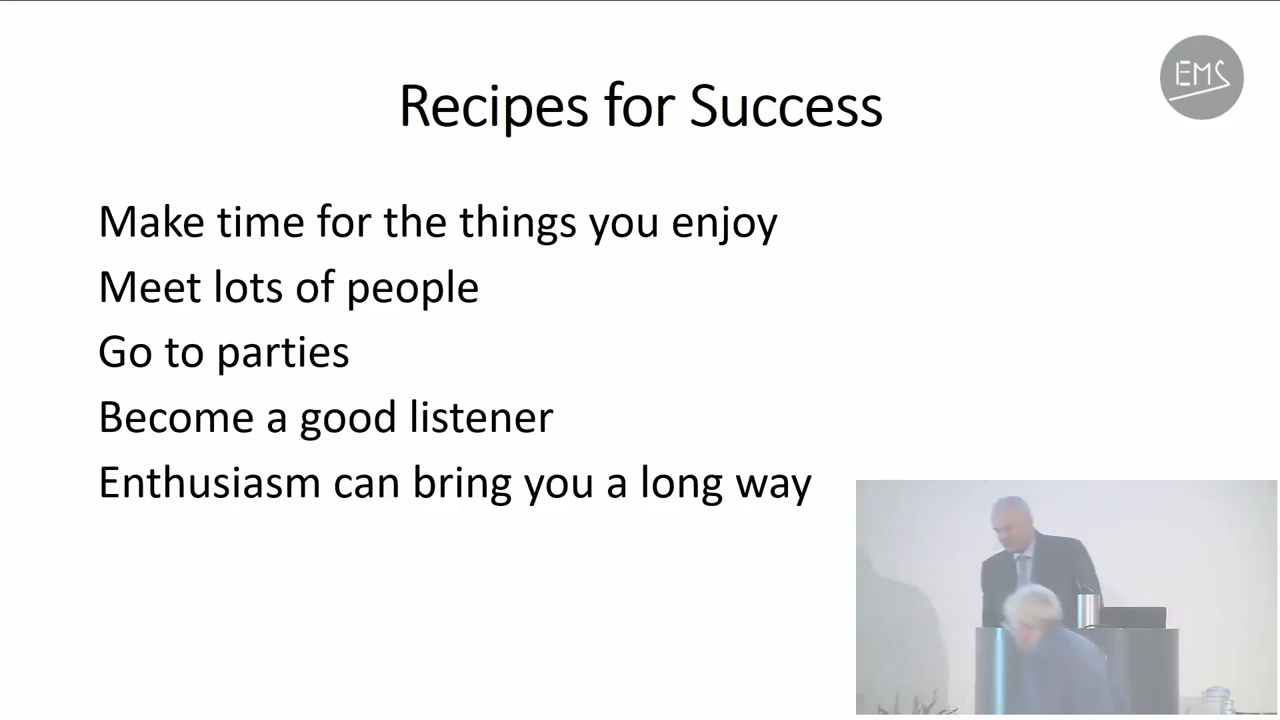 EMS
Recipes for Success
Make time for the things you enjoy
Meet lots of people
Go to parties
Become a good listener
Enthusiasm can bring you a long way